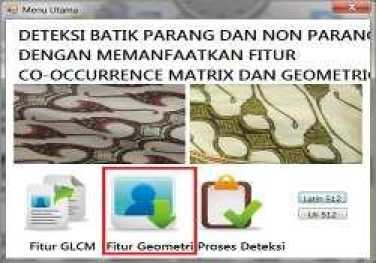 Menu Utama
DETEKSI BATIK PARANG DAN NON PARANG
DENGAN MEMANFAATKAN FITUR
CO-OCCURRENCE MATRIX DAN GEOMETRI
Latih 512
Uji 512
Fitur GLCM Fitur Geometri Proses Deteksi